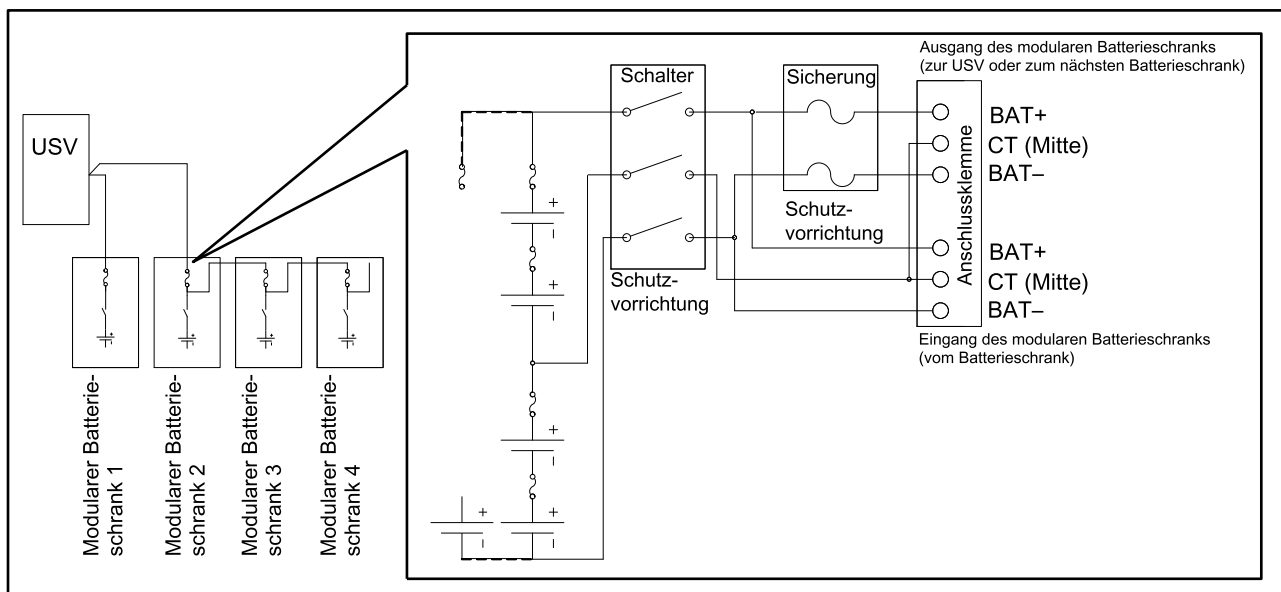 USV
Modularer Batterie-
schrank 1
Modularer Batterie-
schrank 2
Modularer Batterie-
schrank 3
Modularer Batterie-
schrank 4
+
–
+
–
+
–
+
–
+
–
+
–
+
–
+
–
+
–
Schalter
Schutz-
vorrichtung
Sicherung
Schutz-
vorrichtung
Ausgang des modularen Batterieschranks
(zur USV oder zum nächsten Batterieschrank)
Anschlussklemme
BAT+
CT (Mitte)
BAT–
BAT+
CT (Mitte)
BAT–
Eingang des modularen Batterieschranks
(vom Batterieschrank)